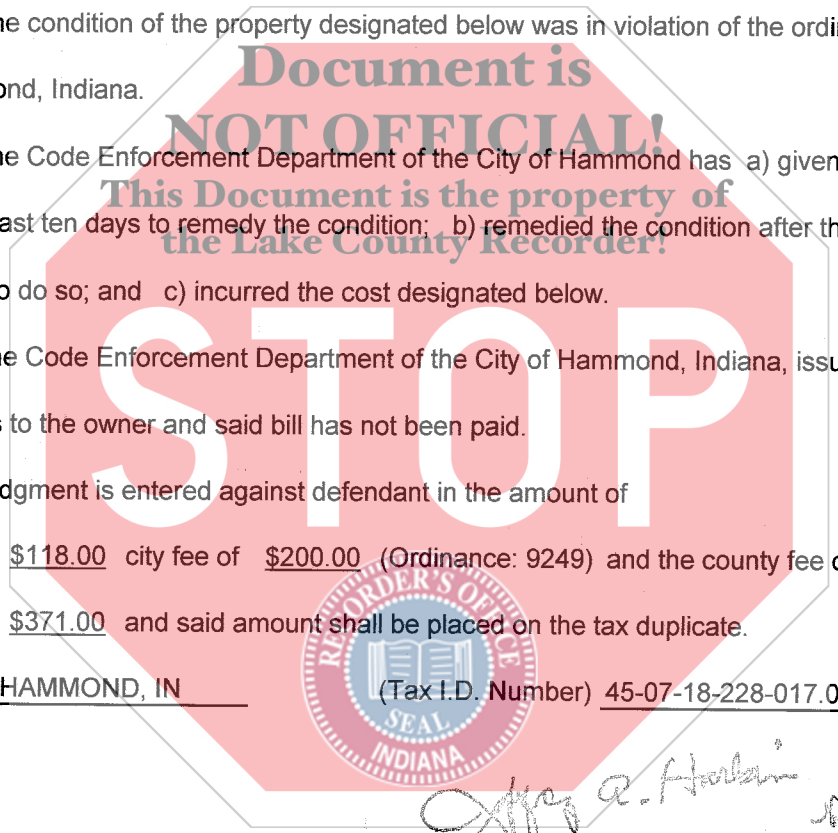 ne condition of the property designated below was in violation of the ordi
Document is
ond, Indiana.
NOT OFFICIAL!
ne Code Enforcement Department of the City of Hammond has a) given
This Document is the property of
ast ten days to remedy the condition; b) remedied the condition after th
the Lake County Recorder!
o do so; and c) incurred the cost designated below.
STOP
e Code Enforcement Department of the City of Hammond, Indiana, issu
s to the owner and said bill has not been paid.
dgment is entered against defendant in the amount of
$118.00 city fee of $200.00 (Ordinance: 9249) and the county fee o
RECORDER'S OFFICE
$371.00 and said amount shall be placed on the tax duplicate.
HAMMOND, IN (Tax I.D. Number) 45-07-18-228-017.0
SEAL
INDIANA